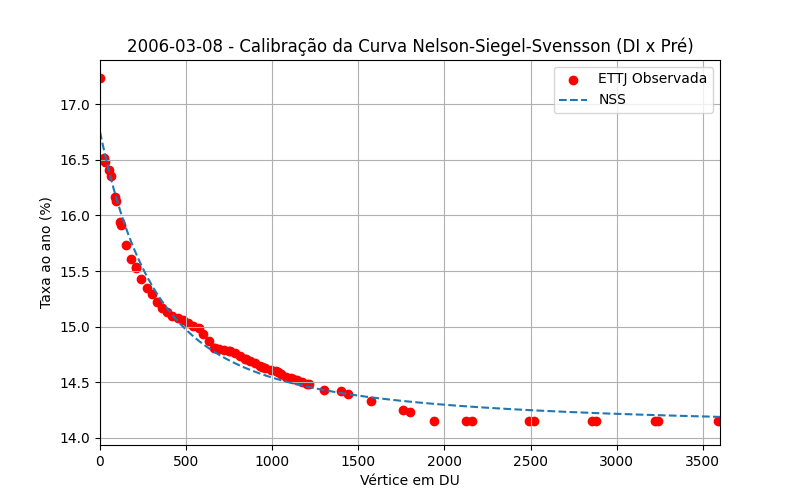 2006-03-08 - Calibração da Curva Nelson-Siegel-Svensson (DI x Pré)
ETTJ Observada
NSS
Taxa ao ano (%)
17.0
16.5
16.0
15.5
15.0
14.5
14.0
0 500 1000 1500 2000 2500 3000 3500
Vértice em DU